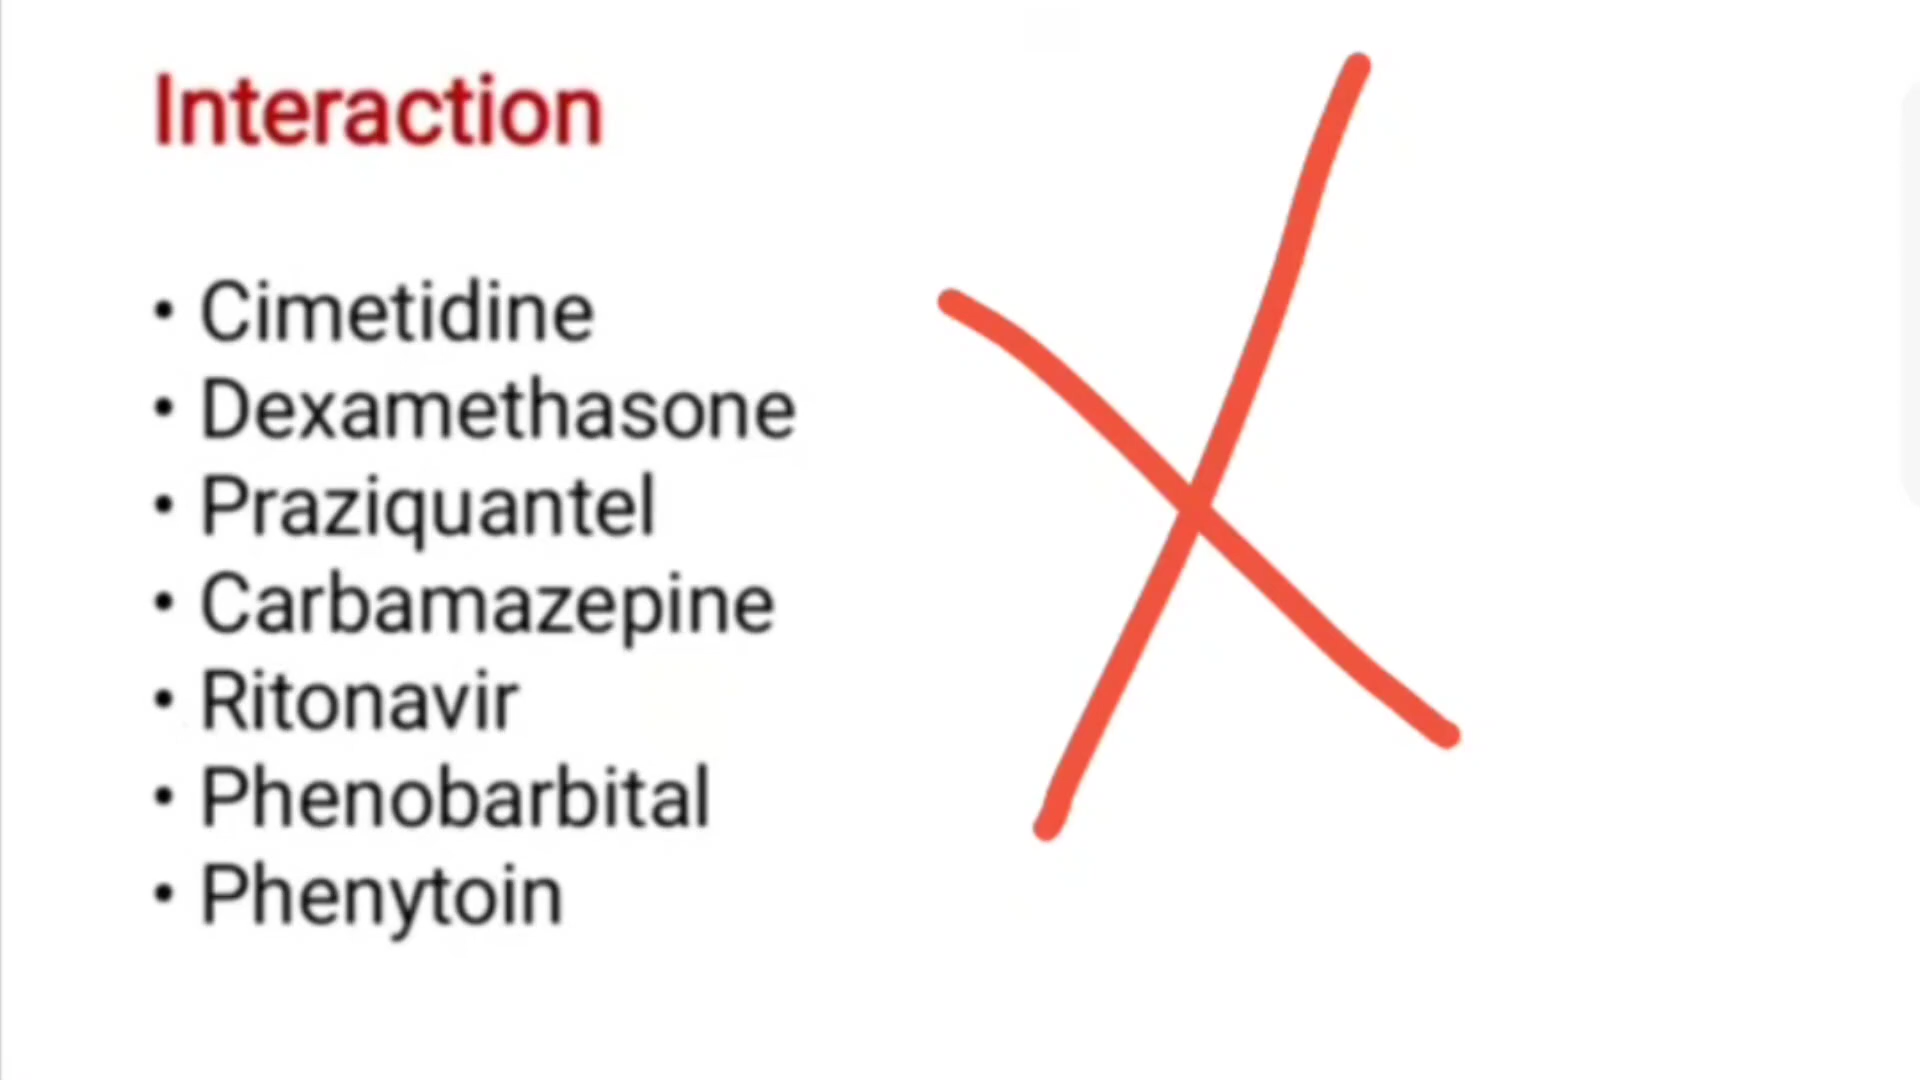 Interaction
• Cimetidine
• Dexamethasone
• Praziquantel
• Carbamazepine
• Ritonavir
• Phenobarbital
• Phenytoin